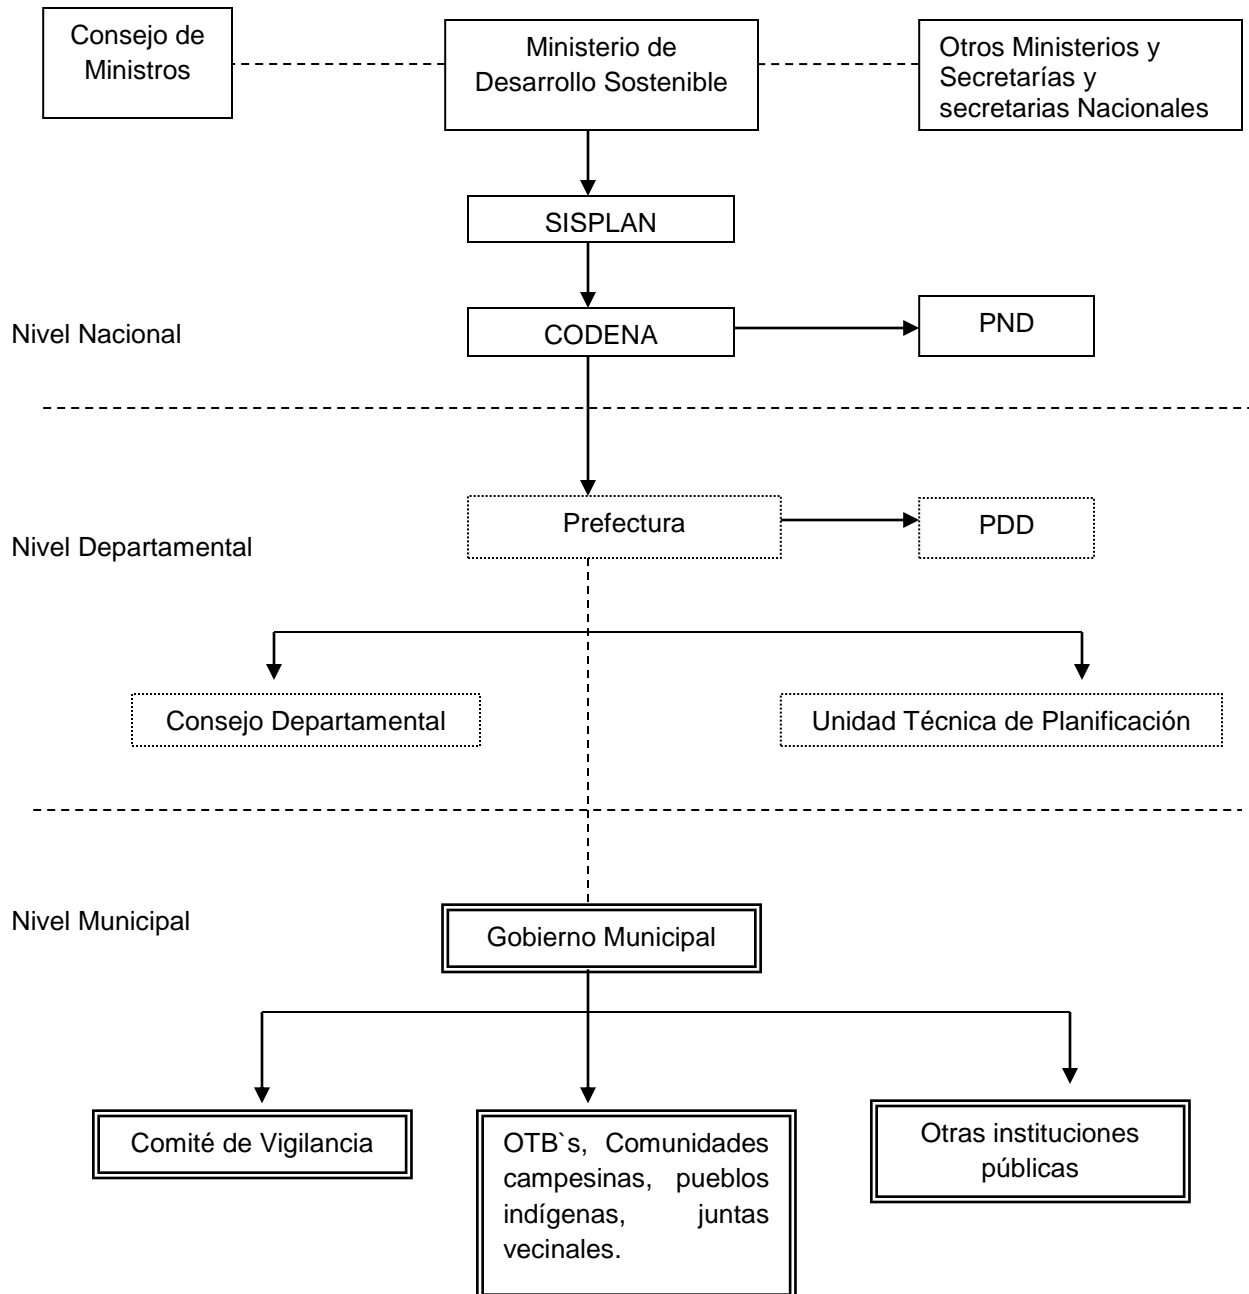 Consejo de
Ministros
Ministerio de
Desarrollo Sostenible
Otros Ministerios y
Secretarías y
secretarias Nacionales
SISPLAN
Nivel Nacional
CODENA
PND
Prefectura
PDD
Nivel Departamental
Consejo Departamental
Unidad Técnica de Planificación
Nivel Municipal
Gobierno Municipal
Comité de Vigilancia
OTB`s, Comunidades
campesinas, pueblos
indígenas, juntas
vecinales.
Otras instituciones
públicas